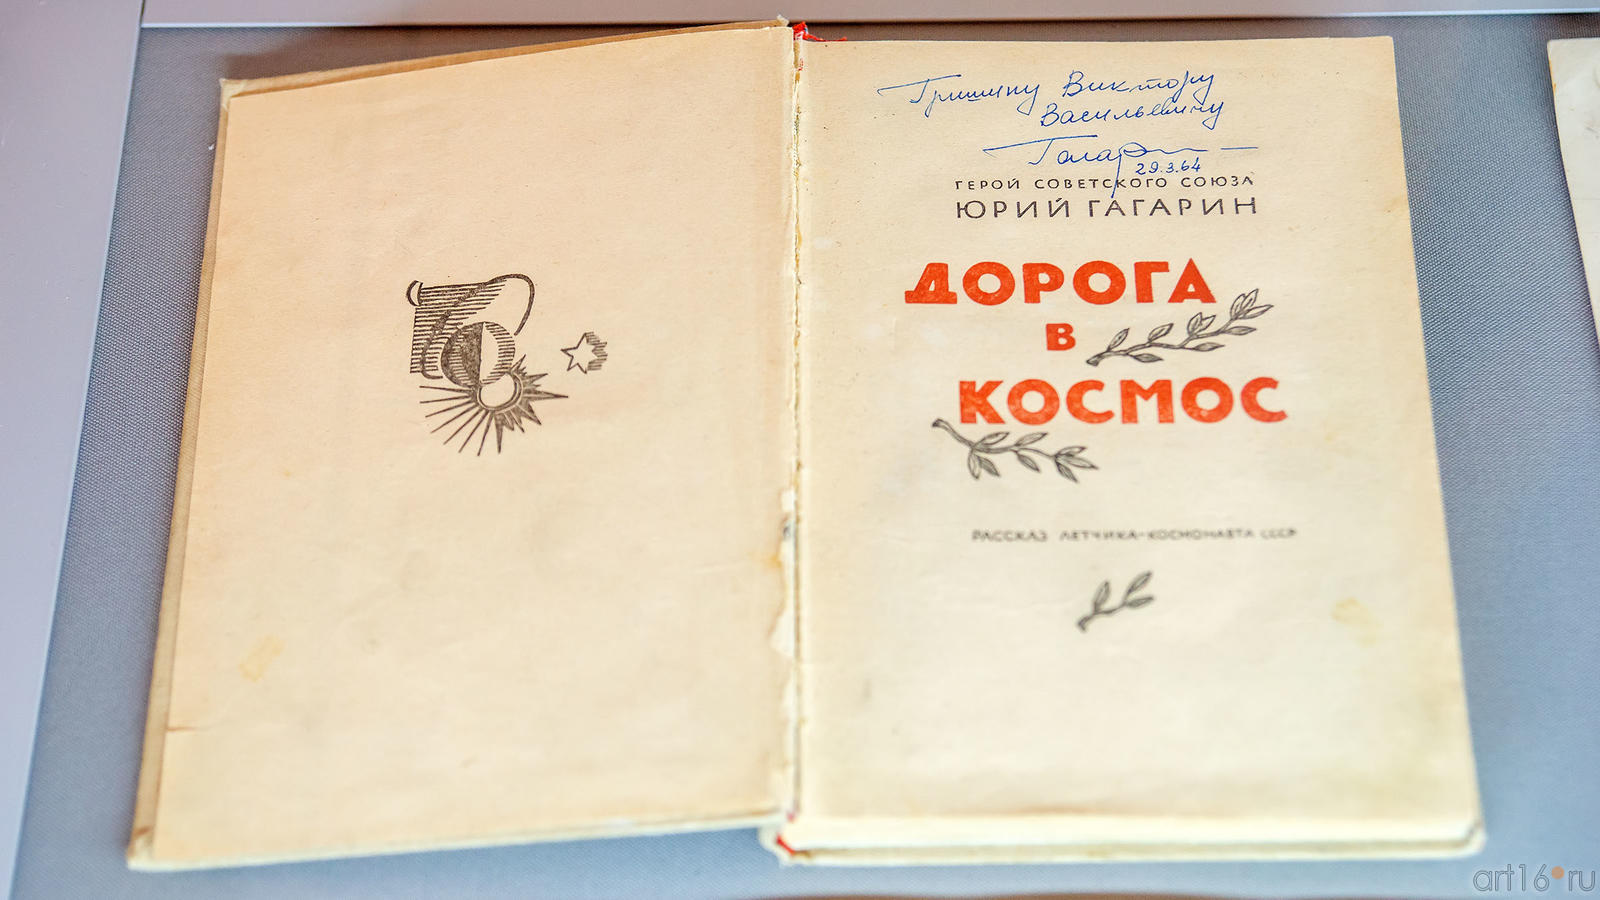 Гришину Виктору
Васильевичу
Гагарин
29.3.64
ГЕРОЙ СОВЕТСКОГО СОЮЗА
ЮРИЙ ГАГАРИН
ДОРОГА
В
КОСМОС
РАССКАЗ ЛЕТЧИКА-КОСМОНАВТА СССР
art16.ru